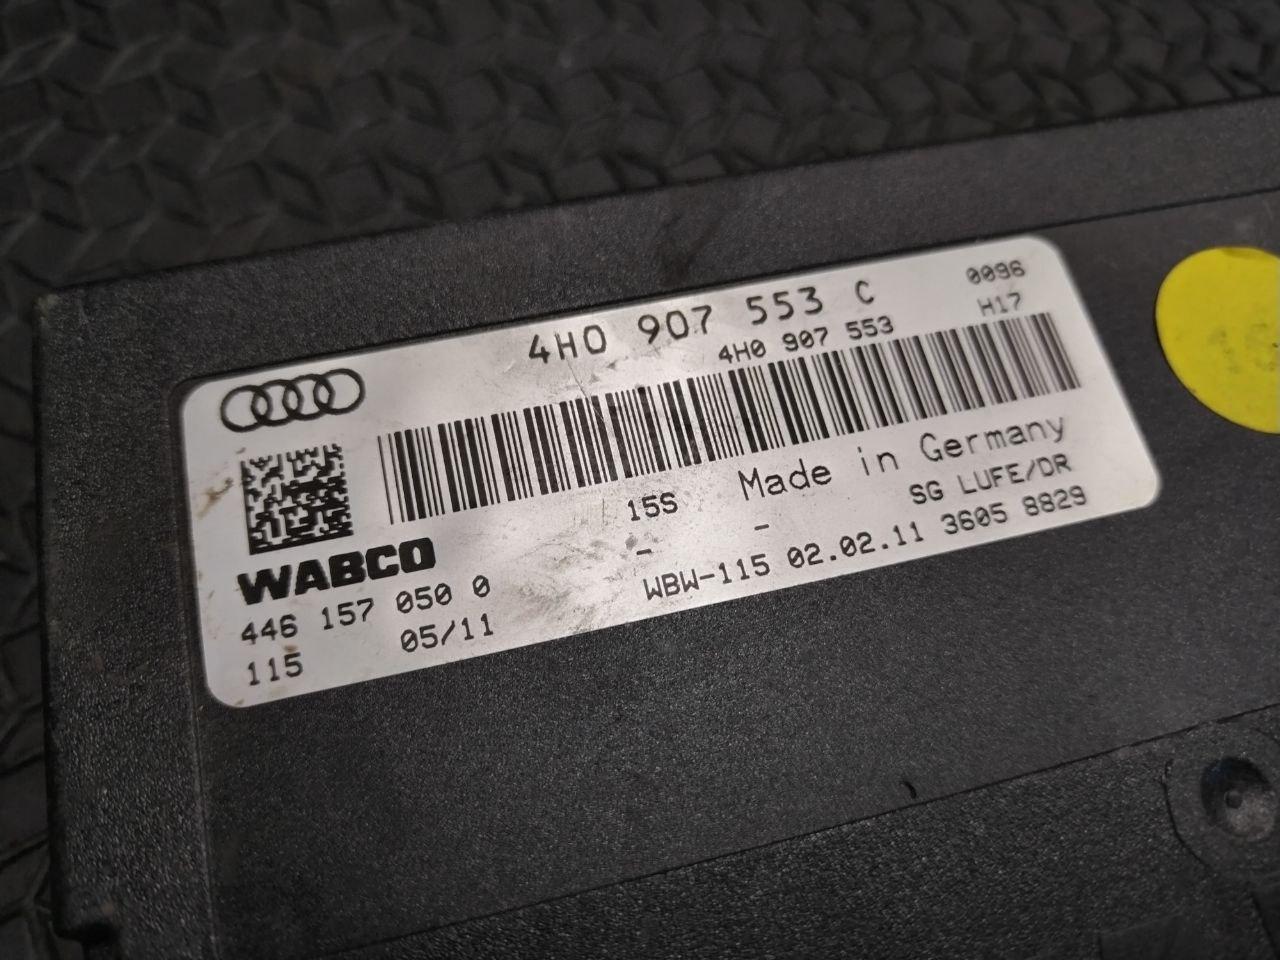 4H0 907 553 C
0096
4H0 907 553
H17
15S
Made in Germany
SG LUFE/DR
- -
WABCO
446 157 050 0
WBW-115 02.02.11 3605 8829
115
05/11